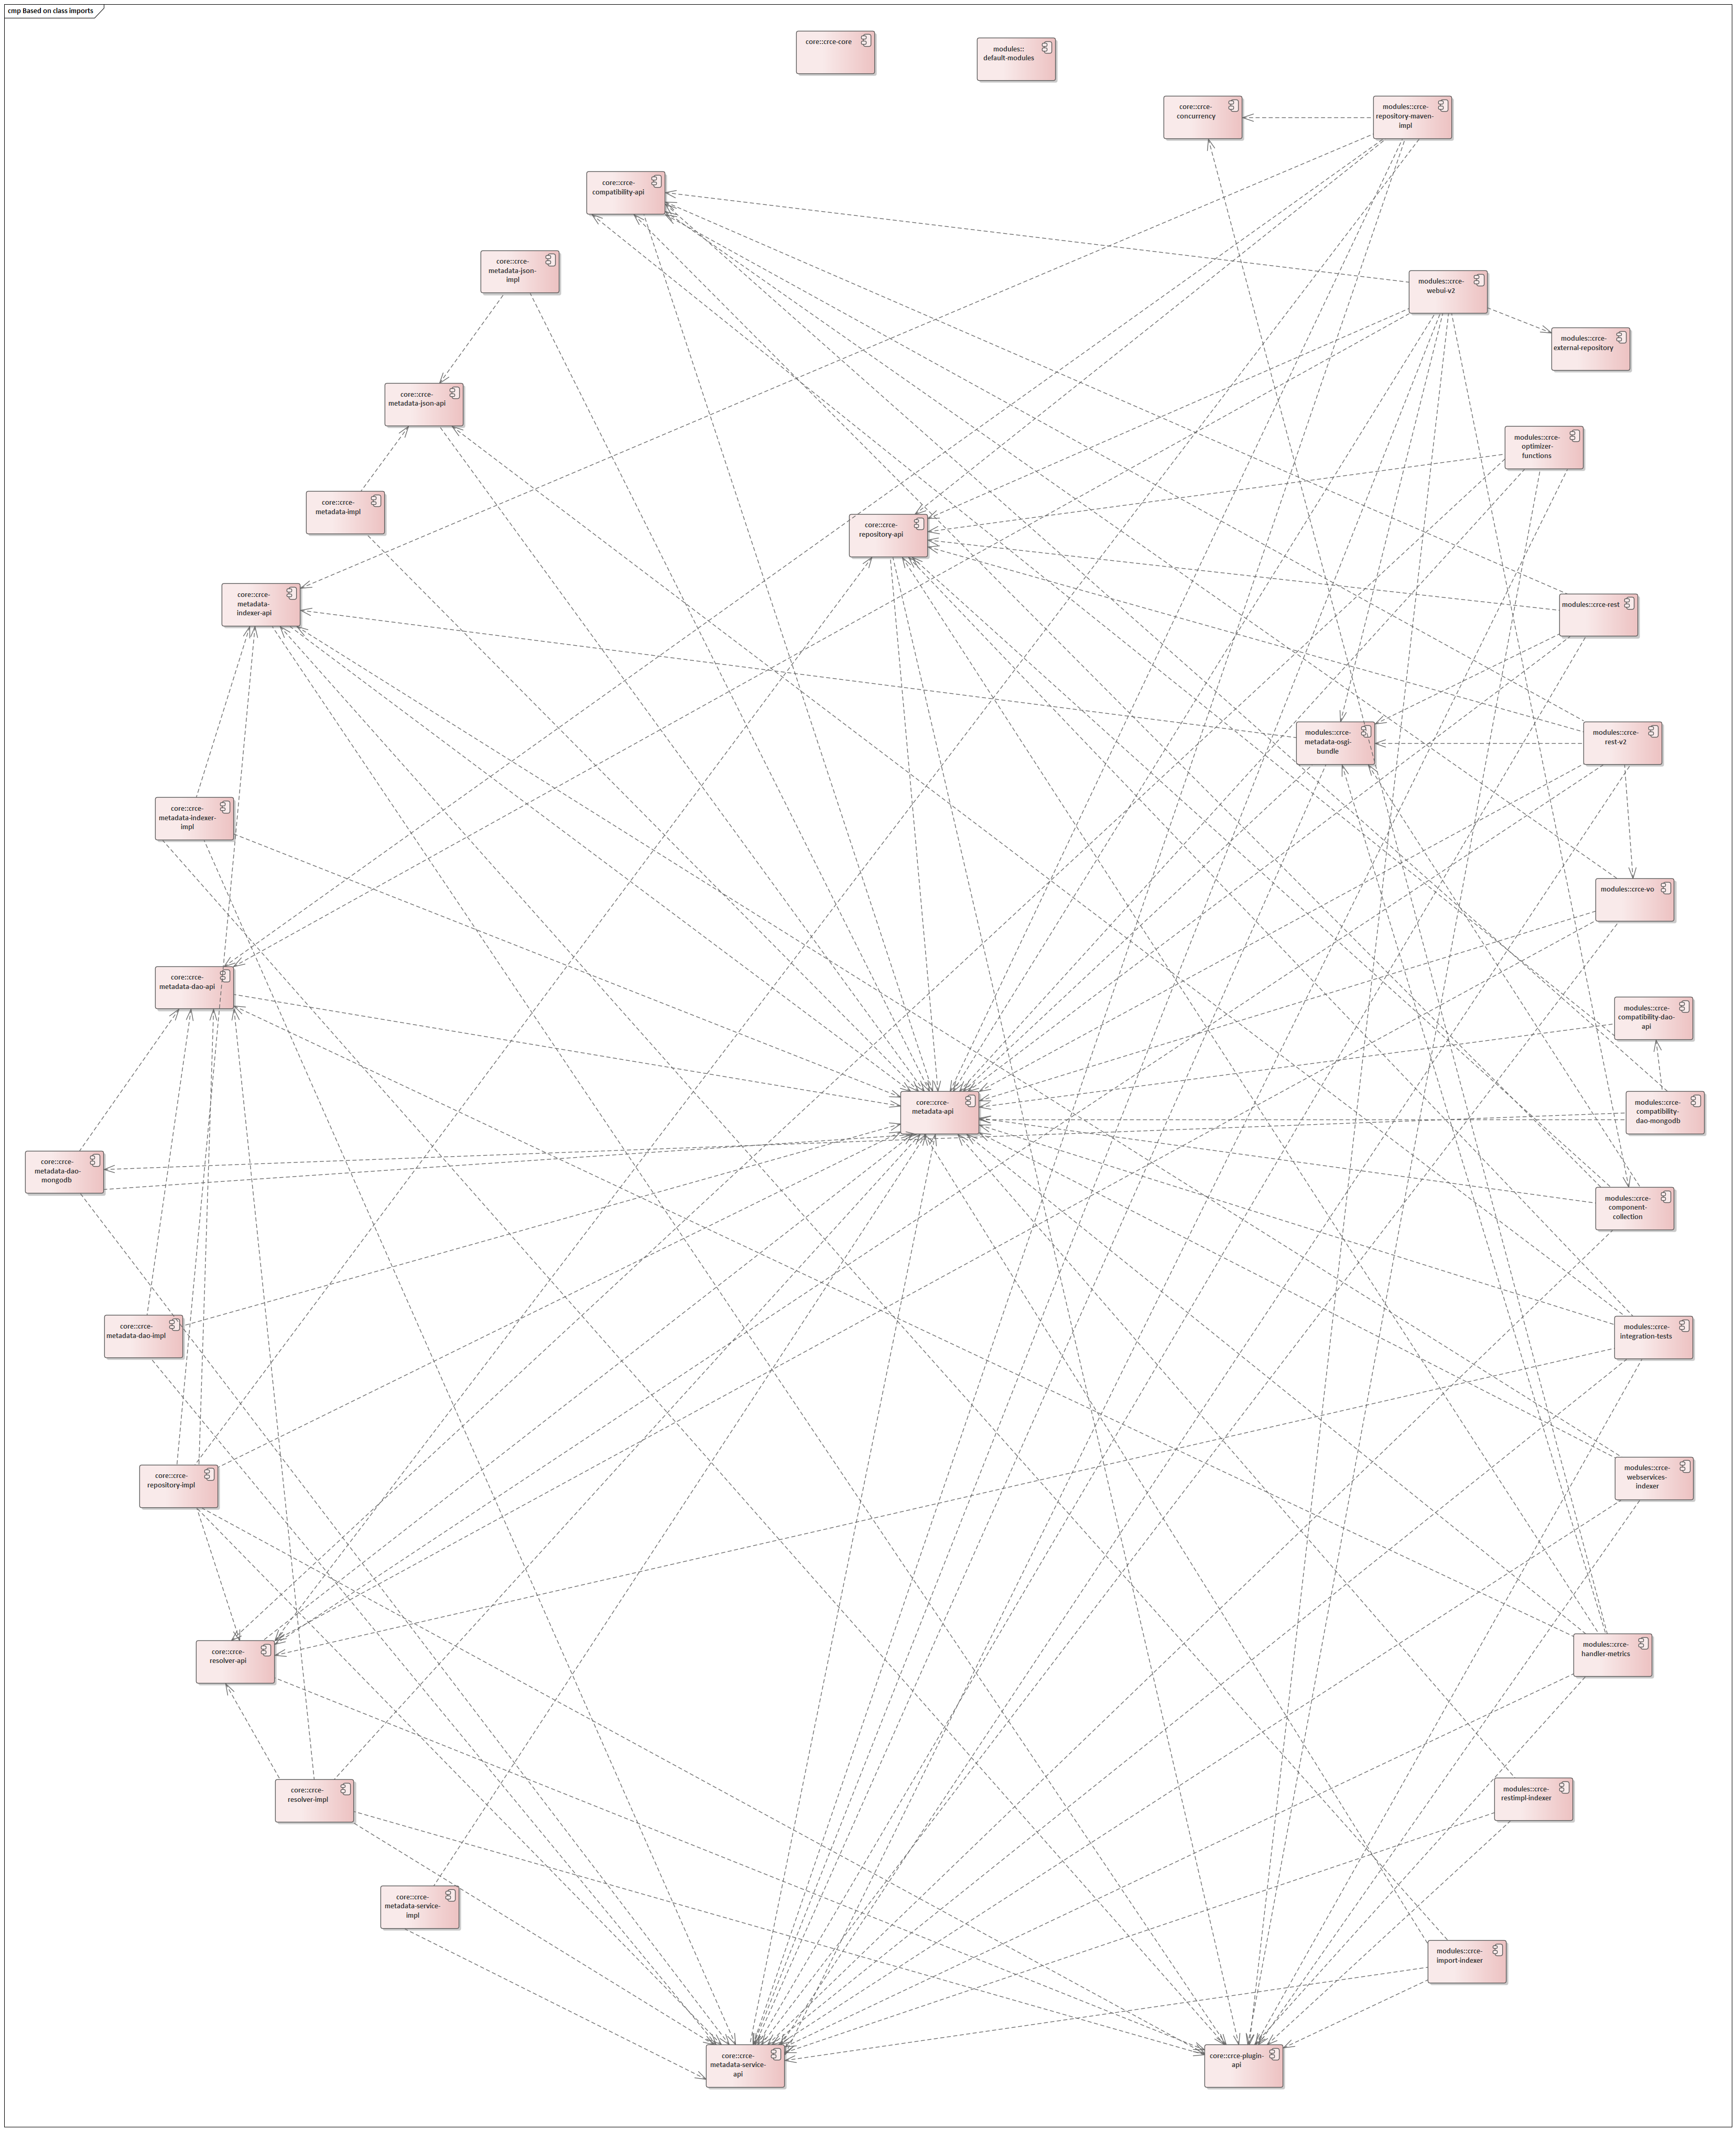 cmp Based on class imports
core::crce-core
modules::
default-modules
core::crce-
concurrency
modules::crce-
repository-maven-
impl
core::crce-
compatibility-api
core::crce-
metadata-json-
impl
modules::crce-
webui-v2
modules::crce-
external-repository
core::crce-
metadata-json-api
modules::crce-
optimizer-
functions
core::crce-
metadata-impl
core::crce-
repository-api
core::crce-
metadata-
indexer-api
modules::crce-rest
modules::crce-
metadata-osgi-
bundle
modules::crce-
rest-v2
core::crce-
metadata-indexer-
impl
modules::crce-vo
core::crce-
metadata-dao-api
modules::crce-
compatibility-dao-
api
core::crce-
metadata-api
modules::crce-
compatibility-
dao-mongodb
core::crce-
metadata-dao-
mongodb
modules::crce-
component-
collection
core::crce-
metadata-dao-impl
modules::crce-
integration-tests
core::crce-
repository-impl
modules::crce-
webservices-
indexer
core::crce-
resolver-api
modules::crce-
handler-metrics
core::crce-
resolver-impl
modules::crce-
restimpl-indexer
core::crce-
metadata-service-
impl
modules::crce-
import-indexer
core::crce-
metadata-service-
api
core::crce-plugin-
api